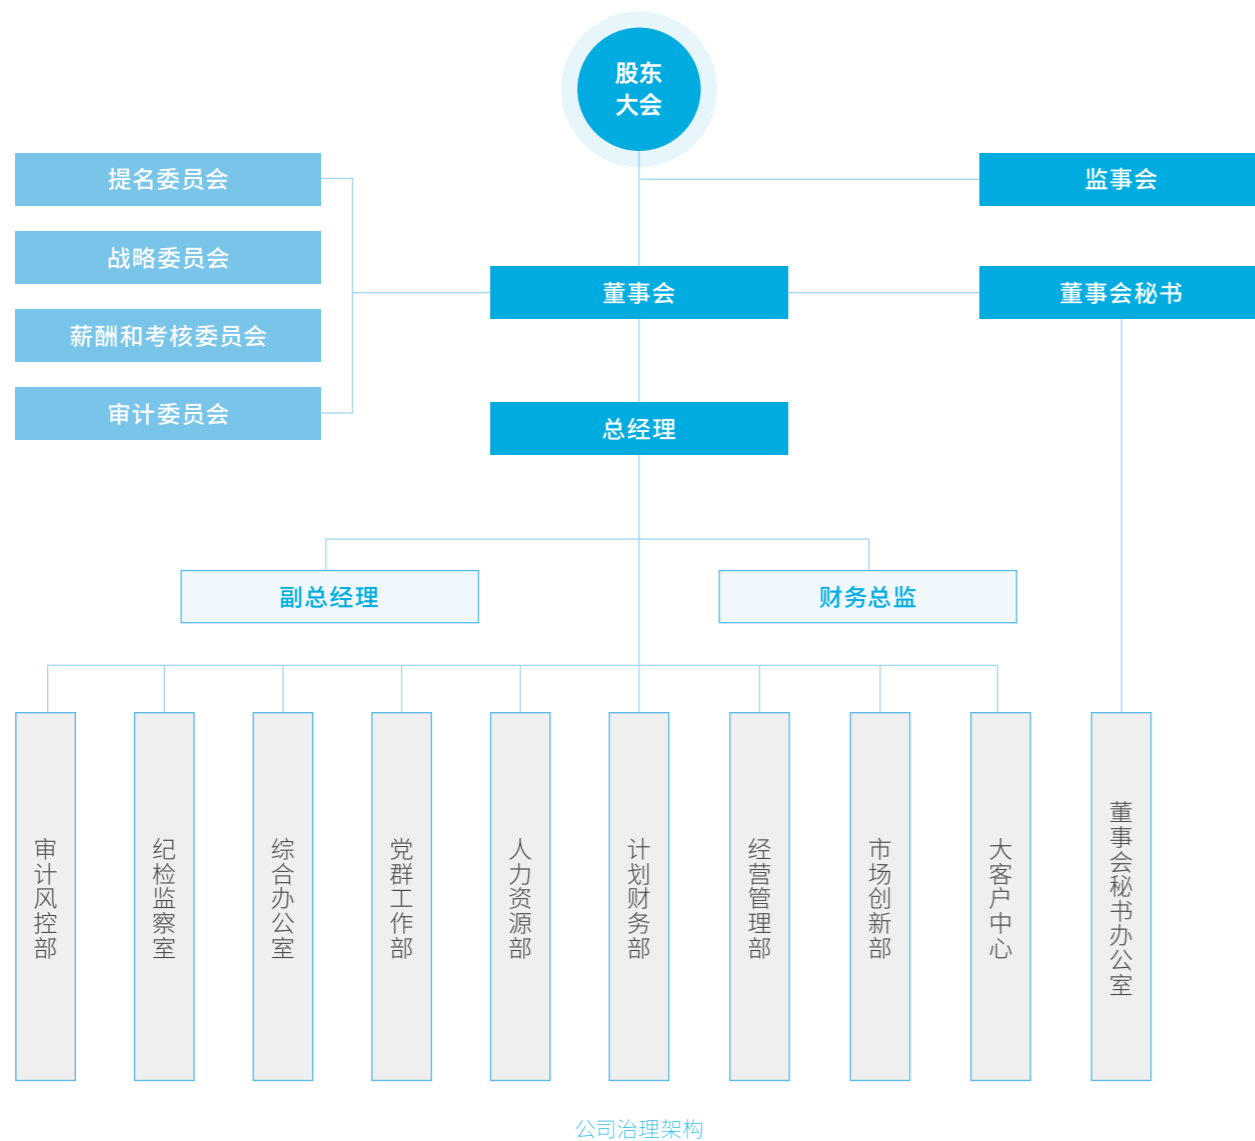 股东
大会
提名委员会
监事会
战略委员会
董事会
董事会秘书
薪酬和考核委员会
审计委员会
总经理
副总经理
财务总监
审计风控部
纪检监察室
综合办公室
党群工作部
人力资源部
计划财务部
经营管理部
市场创新部
大客户中心
董事会秘书办公室
公司治理架构